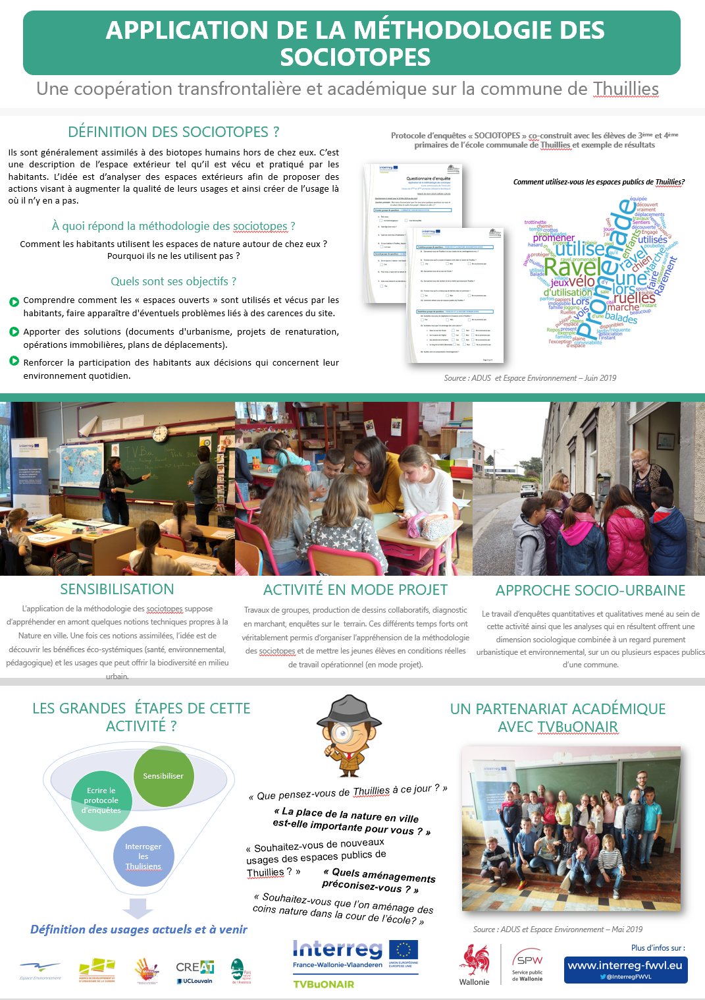 APPLICATION DE LA MÉTHODOLOGIE DES
SOCIOTOPES
Une coopération transfrontalière et académique sur la commune de Thuillies
DÉFINITION DES SOCIOTOPES ?
Ils sont généralement assimilés à des biotopes humains hors de chez eux. C'est
une description de l'espace extérieur tel qu'il est vécu et pratiqué par les
habitants. L'idée est d'analyser des espaces extérieurs afin de proposer des
actions visant à augmenter la qualité de leurs usages et ainsi créer de l'usage là
où il n'y en a pas.
À quoi répond la méthodologie des sociotopes ?
Comment les habitants utilisent les espaces de nature autour de chez eux ?
Pourquoi ils ne les utilisent pas ?
Quels sont ses objectifs ?
Comprendre comment les « espaces ouverts » sont utilisés et vécus par les
habitants, faire apparaître d'éventuels problèmes liés à des carences du site.
Apporter des solutions (documents d'urbanisme, projets de renaturation,
opérations immobilières, plans de déplacements).
Renforcer la participation des habitants aux décisions qui concernent leur
environnement quotidien.
Protocole d'enquêtes « SOCIOTOPES » co-construit avec les élèves de 3ème et 4ème
primaires de l'école communale de Thuillies et exemple de résultats
Questionnaire d'enquête
Comment utilisez-vous les espaces publics de Thuillies?
équipée
découvert
vraiment
déplacements
trottinette
chemin
temps crottes
l'école Balades
promener
hasard
utilise
protéger
Ravel
Promenade
enfants
ravel
chien
Marche
faire
Rarement
utilisés
poubelles
une
lors
ruelles
marche
balades
jeux vélo
d'utilisation
Lors
vois
parfois papiers
impossible
famille jogging
Ruelles
chiens
publique
espace
Repos présent
exemple
familles
plaine
l'exception
d'espace
convivialité
disponibles
Jardin fréquente
association
l'instant
beaucoup
Source : ADUS et Espace Environnement – Juin 2019
interreg
TVBu
SENSIBILISATION
L'application de la méthodologie des sociotopes suppose
d'appréhender en amont quelques notions techniques propres à la
Nature en ville. Une fois ces notions assimilées, l'idée est de
découvrir les bénéfices éco-systémiques (santé, environnemental,
pédagogique) et les usages que peut offrir la biodiversité en milieu
urbain.
ACTIVITÉ EN MODE PROJET
Travaux de groupes, production de dessins collaboratifs, diagnostic
en marchant, enquêtes sur le terrain. Ces différents temps forts ont
véritablement permis d'organiser l'appréhension de la méthodologie
des sociotopes et de mettre les jeunes élèves en conditions réelles
de travail opérationnel (en mode projet).
APPROCHE SOCIO-URBAINE
Le travail d'enquêtes quantitatives et qualitatives mené au sein de
cette activité ainsi que les analyses qui en résultent offrent une
dimension sociologique combinée à un regard purement
urbanistique et environnemental, sur un ou plusieurs espaces publics
d'une commune.
LES GRANDES ÉTAPES DE CETTE
ACTIVITÉ ?
Sensibiliser
Ecrire le
protocole
d'enquêtes
Interroger
les
Thulisiens
Définition des usages actuels et à venir
« Que pensez-vous de Thuillies à ce jour ? »
« La place de la nature en ville
est-elle importante pour vous ? »
« Souhaitez-vous de nouveaux
usages des espaces publics de
Thuillies ? »
« Quels aménagements
préconisez-vous ? »
« Souhaitez-vous que l'on aménage des
coins nature dans la cour de l'école? »
UN PARTENARIAT ACADÉMIQUE
AVEC TVBuONAIR
interreg
Source : ADUS et Espace Environnement – Mai 2019
Espace Environnement
AGENCE DE DÉVELOPPEMENT ET
D'URBANISME DE LA SAMBRE
CREAT
UCLouvain
Parc
naturel
régional
de l'Avesnois
Interreg
France-Wallonie-Vlaanderen
UNION EUROPÉENNE
EUROPESE UNIE
TVBuONAIR
Wallonie
SPW
Service public
de Wallonie
Plus d'infos sur :
www.interreg-fwvl.eu
@InterregFWVL